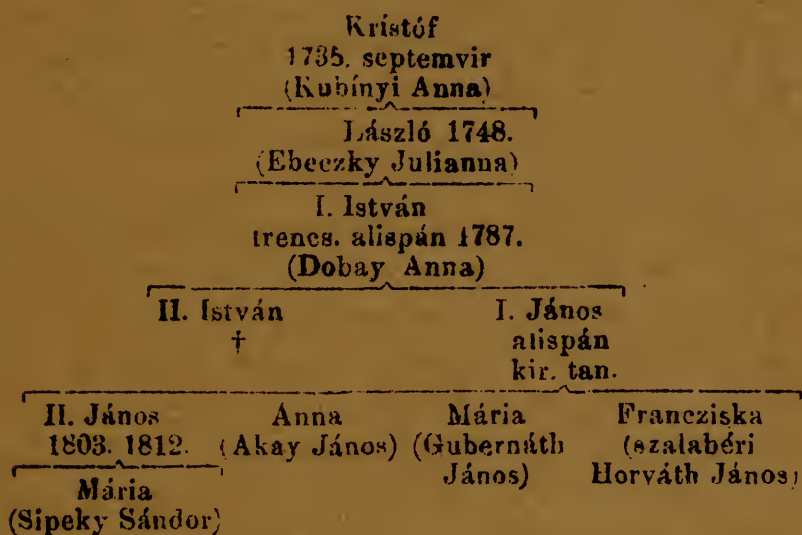 Kristóf
1735. septemvir
(Kubínyi Anna)
László 1748.
(Ebeczky Julianna)
I. István
trencs. alispán 1787.
(Dobay Anna)
II. István I. János
† alispán
kir. tan.
II. János Anna Mária Francziska
1803. 1812. (Akay János) (Gubernáth (szalabéri
János) Horváth János)
Mária
(Sipeky Sándor)